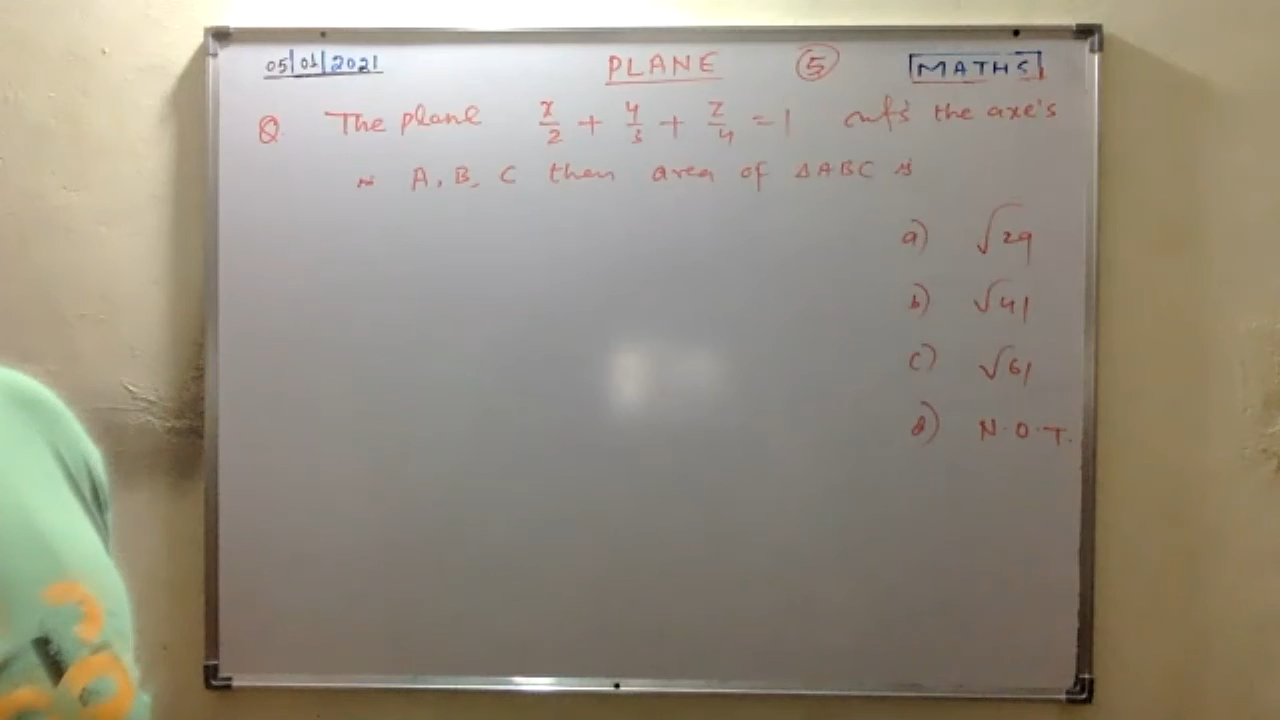 05|01|2021 PLANE 5 MATHS
Q. The plane x/2 + y/3 + z/4 = 1 cuts the axe's
in A, B, C then area of ΔABC is
a) √29
b) √41
c) √61
d) N.O.T.